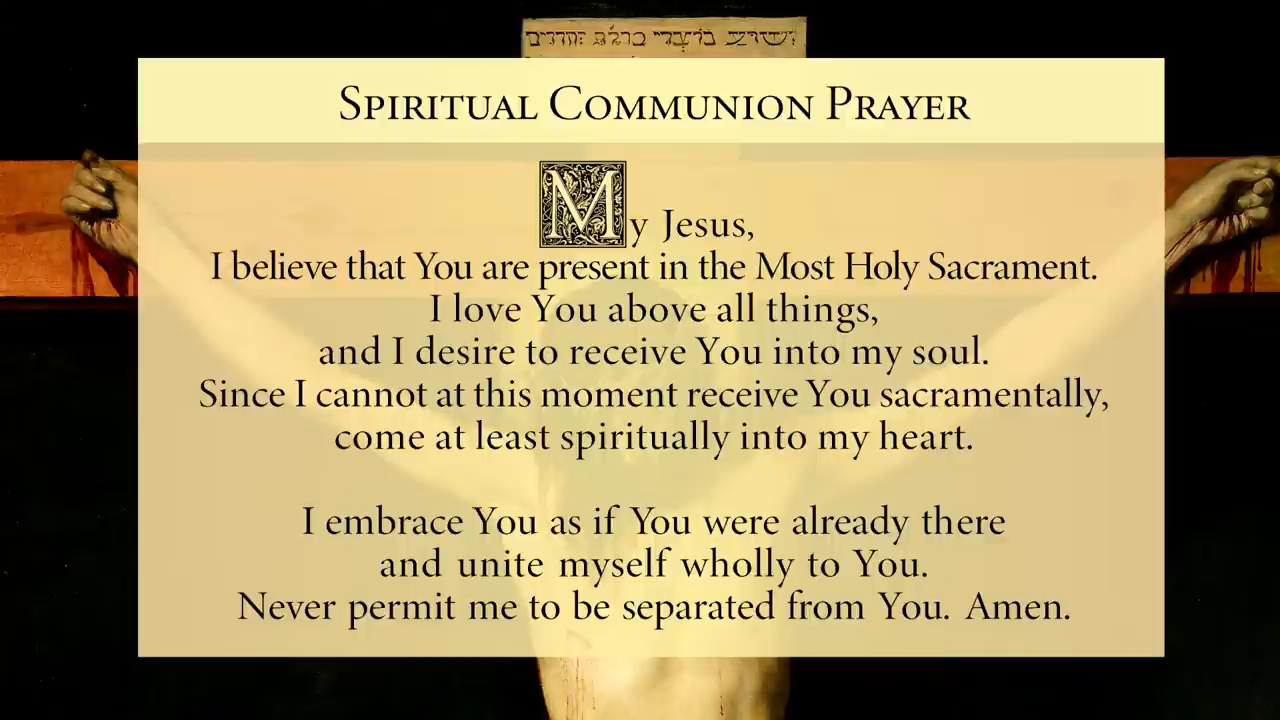 Spiritual Communion Prayer
My Jesus,
I believe that You are present in the Most Holy Sacrament.
I love You above all things,
and I desire to receive You into my soul.
Since I cannot at this moment receive You sacramentally,
come at least spiritually into my heart.
I embrace You as if You were already there
and unite myself wholly to You.
Never permit me to be separated from You. Amen.